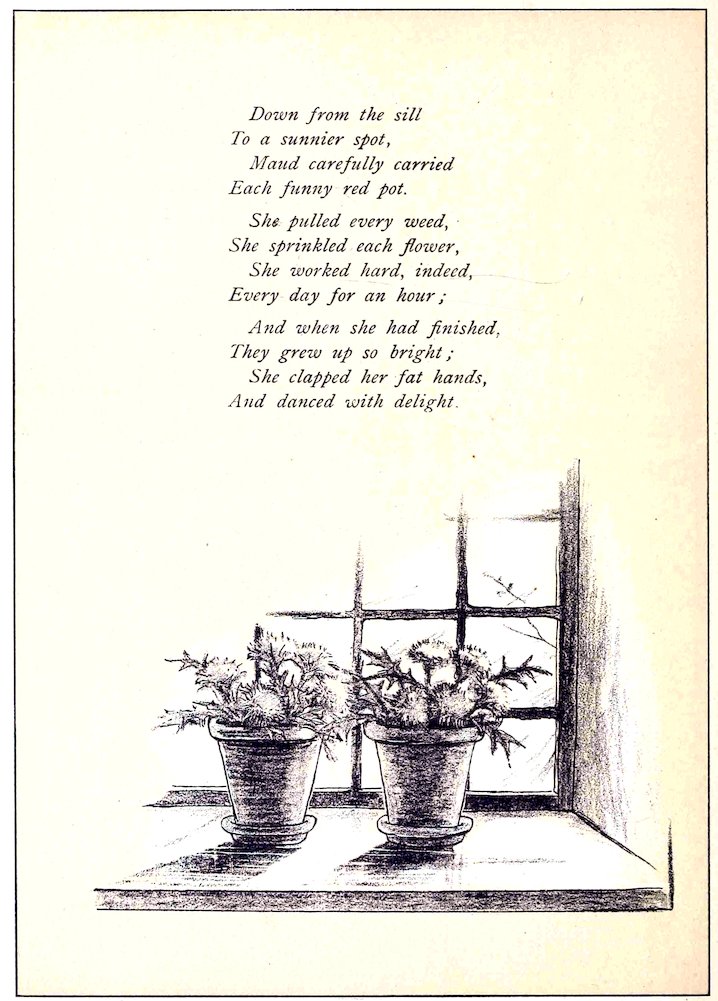 Down from the sill
To a sunnier spot,
Maud carefully carried
Each funny red pot.
She pulled every weed,
She sprinkled each flower,
She worked hard, indeed,
Every day for an hour;
And when she had finished,
They grew up so bright;
She clapped her fat hands,
And danced with delight.